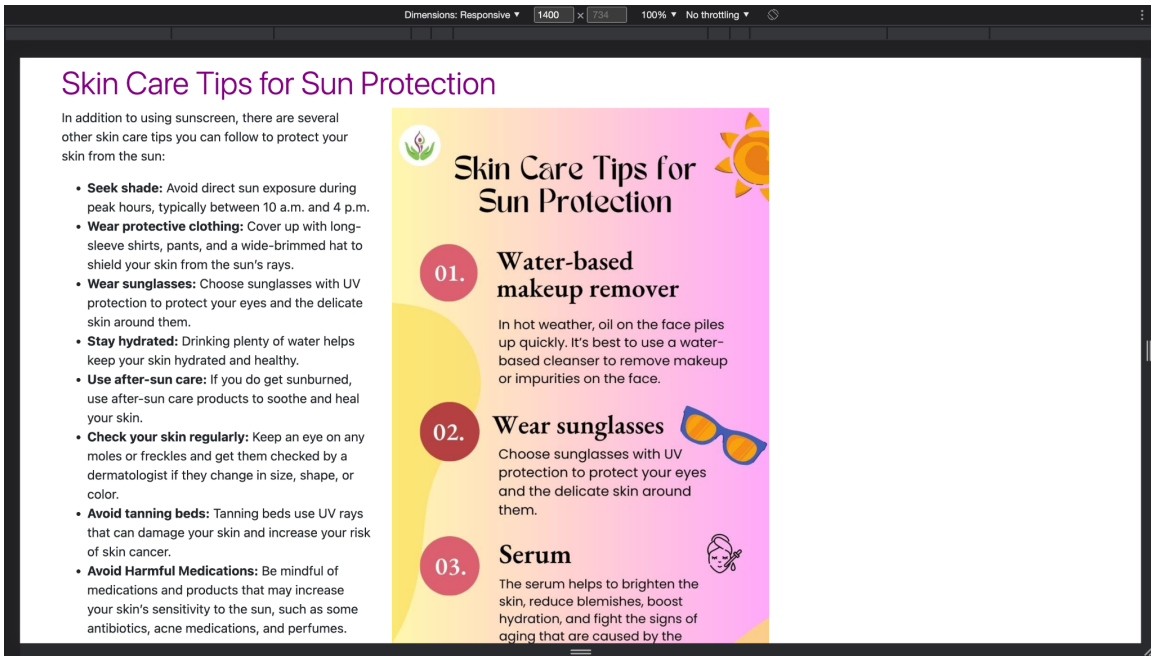 Dimensions: Responsive ▼ 1400 × 734 100% ▼ No throttling ▼
Skin Care Tips for Sun Protection
In addition to using sunscreen, there are several
other skin care tips you can follow to protect your
skin from the sun:
• Seek shade: Avoid direct sun exposure during
peak hours, typically between 10 a.m. and 4 p.m.
• Wear protective clothing: Cover up with long-
sleeve shirts, pants, and a wide-brimmed hat to
shield your skin from the sun’s rays.
• Wear sunglasses: Choose sunglasses with UV
protection to protect your eyes and the delicate
skin around them.
• Stay hydrated: Drinking plenty of water helps
keep your skin hydrated and healthy.
• Use after-sun care: If you do get sunburned,
use after-sun care products to soothe and heal
your skin.
• Check your skin regularly: Keep an eye on any
moles or freckles and get them checked by a
dermatologist if they change in size, shape, or
color.
• Avoid tanning beds: Tanning beds use UV rays
that can damage your skin and increase your risk
of skin cancer.
• Avoid Harmful Medications: Be mindful of
medications and products that may increase
your skin’s sensitivity to the sun, such as some
antibiotics, acne medications, and perfumes.
Skin Care Tips for
Sun Protection
01.
Water-based
makeup remover
In hot weather, oil on the face piles
up quickly. It’s best to use a water-
based cleanser to remove makeup
or impurities on the face.
02.
Wear sunglasses
Choose sunglasses with UV
protection to protect your eyes
and the delicate skin around
them.
03.
Serum
The serum helps to brighten the
skin, reduce blemishes, boost
hydration, and fight the signs of
aging that are caused by the